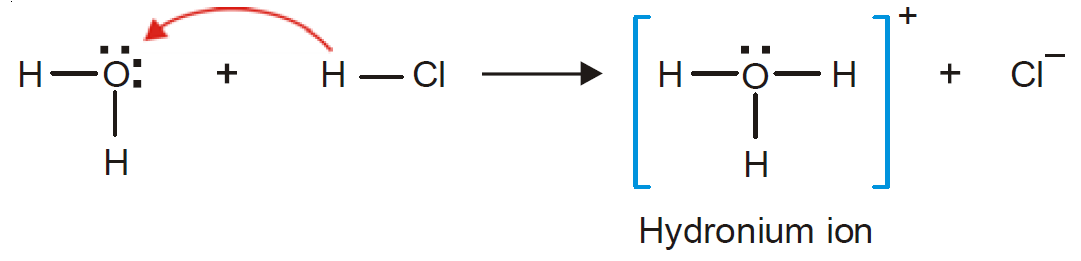 H—O + H—Cl → [H—O—H]⁺ + Cl⁻
H H
Hydronium ion